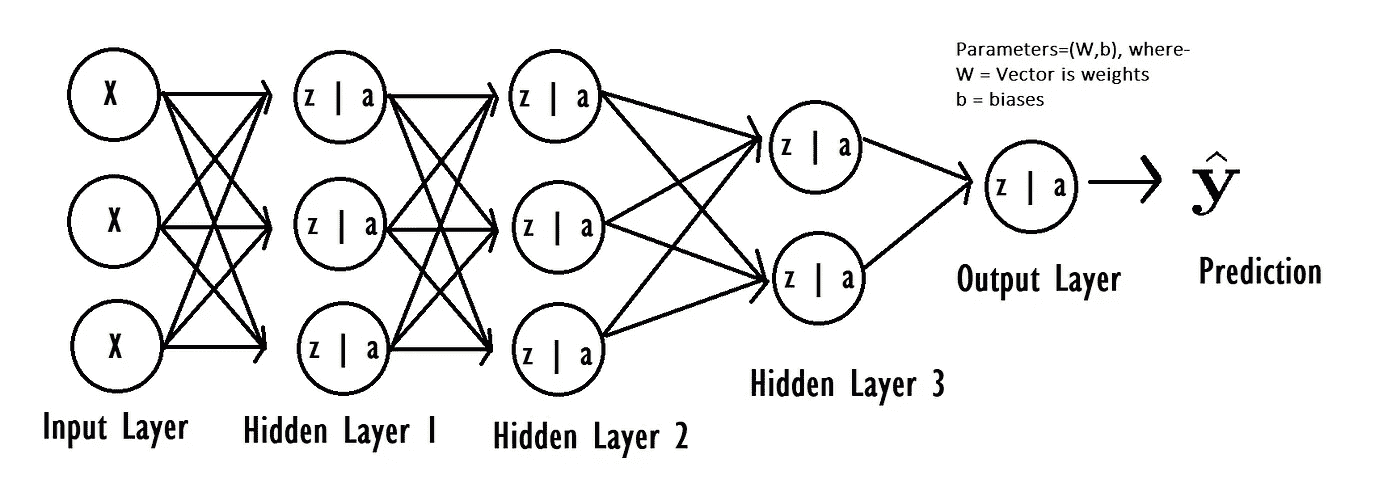 Parameters=(W,b), where-
W = Vector is weights
b = biases
X
z | a
z | a
z | a
X
z | a
z | a
z | a
z | a
ŷ
X
z | a
z | a
Input Layer
Hidden Layer 1
Hidden Layer 2
Hidden Layer 3
Output Layer
Prediction